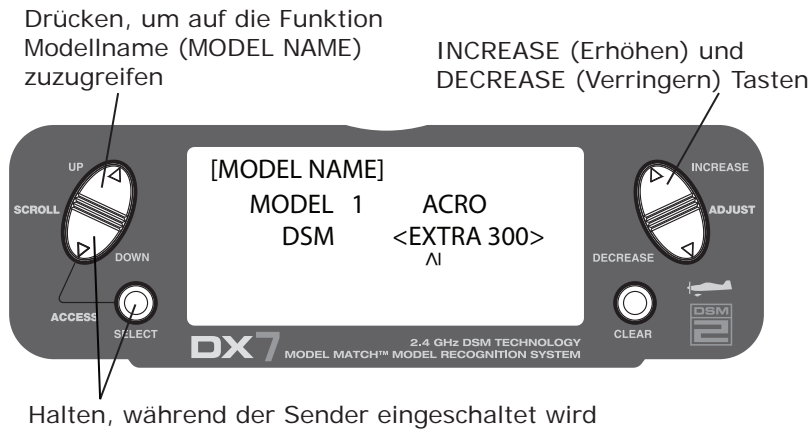 Drücken, um auf die Funktion
Modellname (MODEL NAME)
zuzugreifen
INCREASE (Erhöhen) und
DECREASE (Verringern) Tasten
UP
SCROLL
DOWN
ACCESS
SELECT
[MODEL NAME]
MODEL 1 ACRO
DSM <EXTRA 300>
INCREASE
ADJUST
DECREASE
CLEAR
DSM
2
DX7
2.4 GHz DSM TECHNOLOGY
MODEL MATCH™ MODEL RECOGNITION SYSTEM
Halten, während der Sender eingeschaltet wird